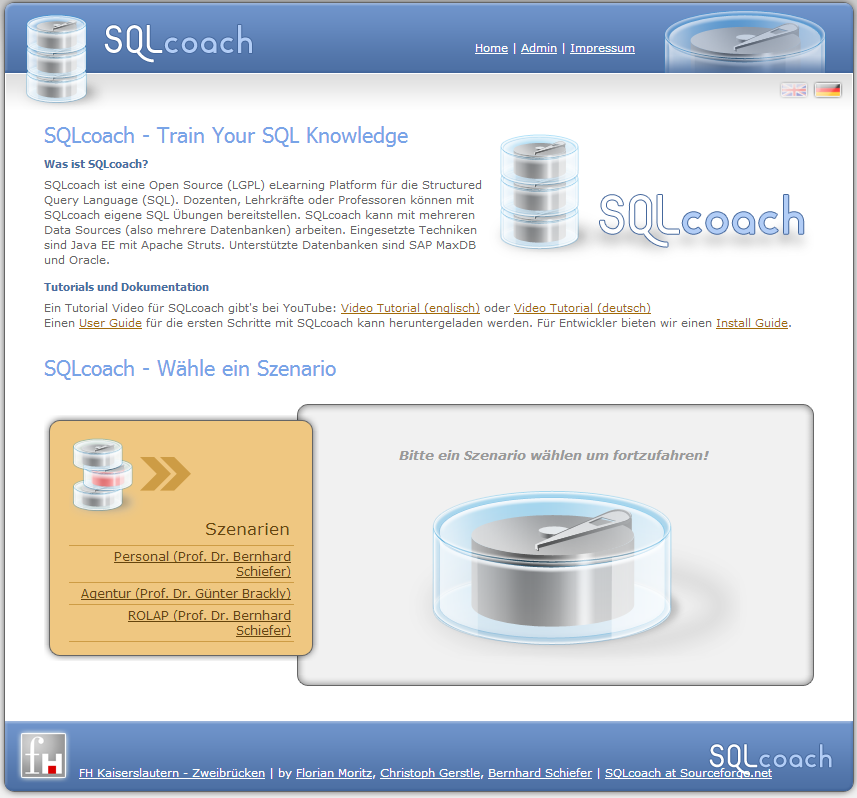 SQLcoach
Home | Admin | Impressum
SQLcoach - Train Your SQL Knowledge
Was ist SQLcoach?
SQLcoach ist eine Open Source (LGPL) eLearning Platform für die Structured
Query Language (SQL). Dozenten, Lehrkräfte oder Professoren können mit
SQLcoach eigene SQL Übungen bereitstellen. SQLcoach kann mit mehreren
Data Sources (also mehrere Datenbanken) arbeiten. Eingesetzte Techniken
sind Java EE mit Apache Struts. Unterstützte Datenbanken sind SAP MaxDB
und Oracle.
SQLcoach
Tutorials und Dokumentation
Ein Tutorial Video für SQLcoach gibt's bei YouTube: Video Tutorial (englisch) oder Video Tutorial (deutsch)
Einen User Guide für die ersten Schritte mit SQLcoach kann heruntergeladen werden. Für Entwickler bieten wir einen Install Guide.
SQLcoach - Wähle ein Szenario
Szenarien
Personal (Prof. Dr. Bernhard
Schiefer)
Agentur (Prof. Dr. Günter Brackly)
ROLAP (Prof. Dr. Bernhard
Schiefer)
Bitte ein Szenario wählen um fortzufahren!
fH
FH Kaiserslautern - Zweibrücken | by Florian Moritz, Christoph Gerstle, Bernhard Schiefer | SQLcoach at Sourceforge.net
SQLcoach